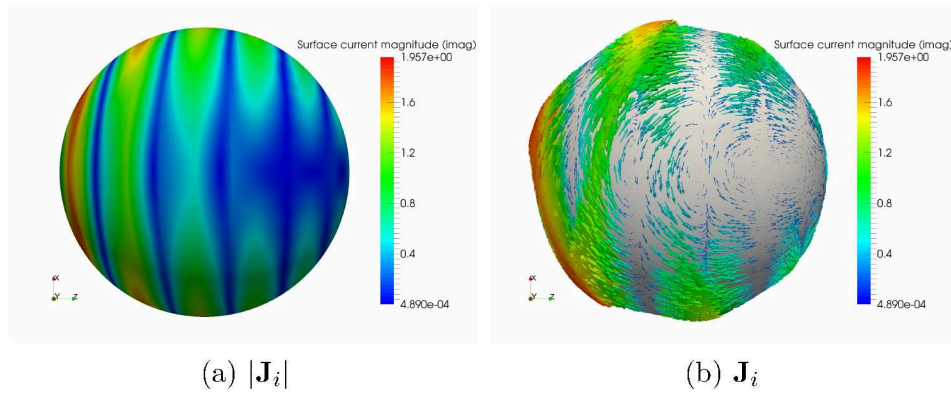 Surface current magnitude (imag)
1.957e+00
1.6
1.2
0.8
0.4
4.890e-04
X
Y Z
(a) |J_i|
Surface current magnitude (imag)
1.957e+00
1.6
1.2
0.8
0.4
4.890e-04
X
Y Z
(b) J_i